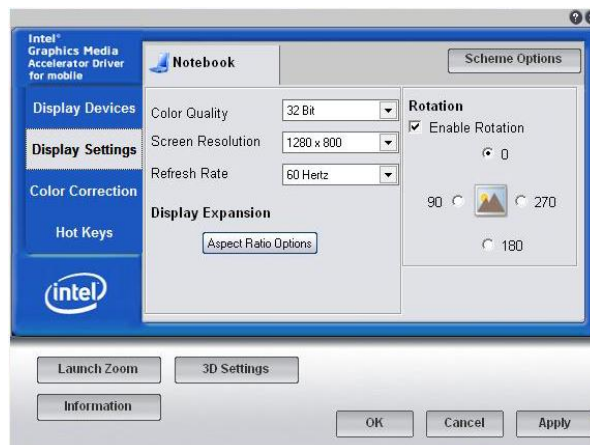 Intel®
Graphics Media
Accelerator Driver
for mobile
Display Devices
Display Settings
Color Correction
Hot Keys
intel
Notebook
Scheme Options
Color Quality 32 Bit
Screen Resolution 1280 x 800
Refresh Rate 60 Hertz
Display Expansion
Aspect Ratio Options
Rotation
Enable Rotation
0
90 270
180
Launch Zoom 3D Settings
Information
OK Cancel Apply